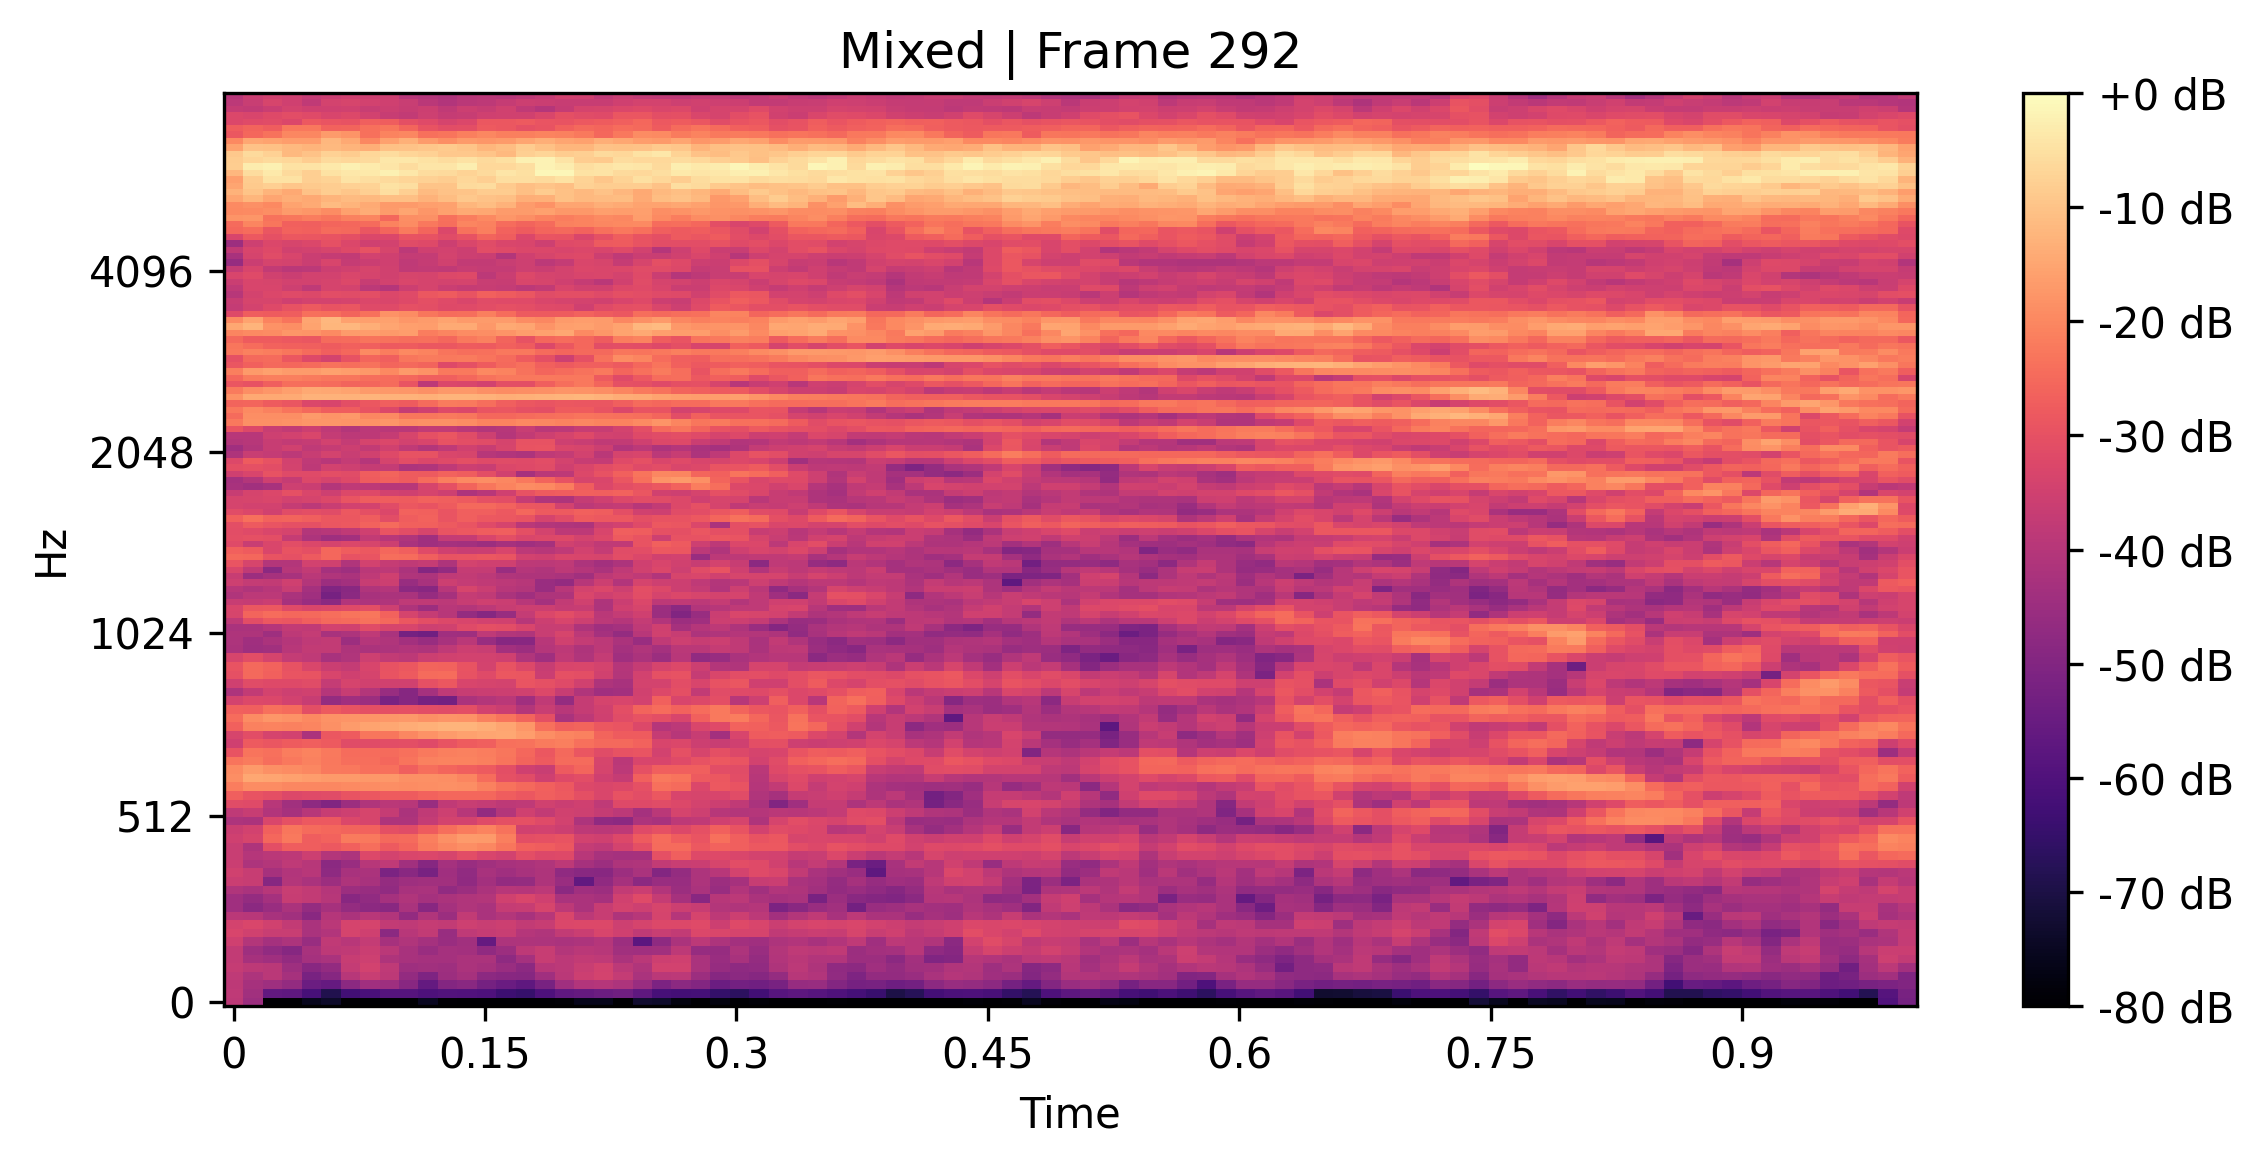 Mixed | Frame 292
+0 dB
-10 dB
-20 dB
-30 dB
-40 dB
-50 dB
-60 dB
-70 dB
-80 dB
4096
2048
1024
512
0
Hz
0 0.15 0.3 0.45 0.6 0.75 0.9
Time